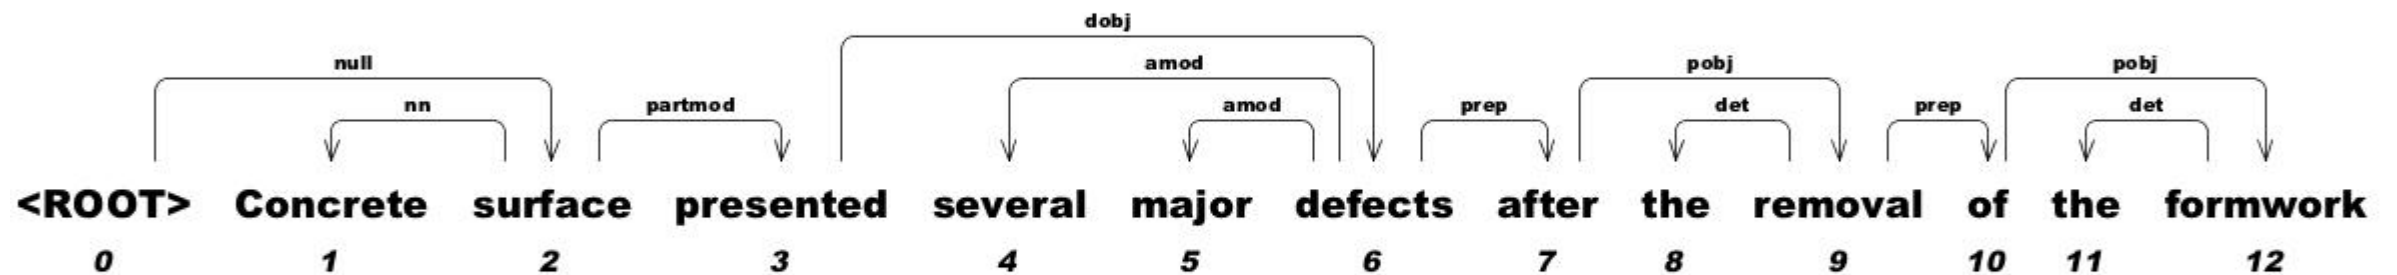 dobj
null amod pobj pobj
nn partmod amod prep det prep det
<ROOT> Concrete surface presented several major defects after the removal of the formwork
0 1 2 3 4 5 6 7 8 9 10 11 12